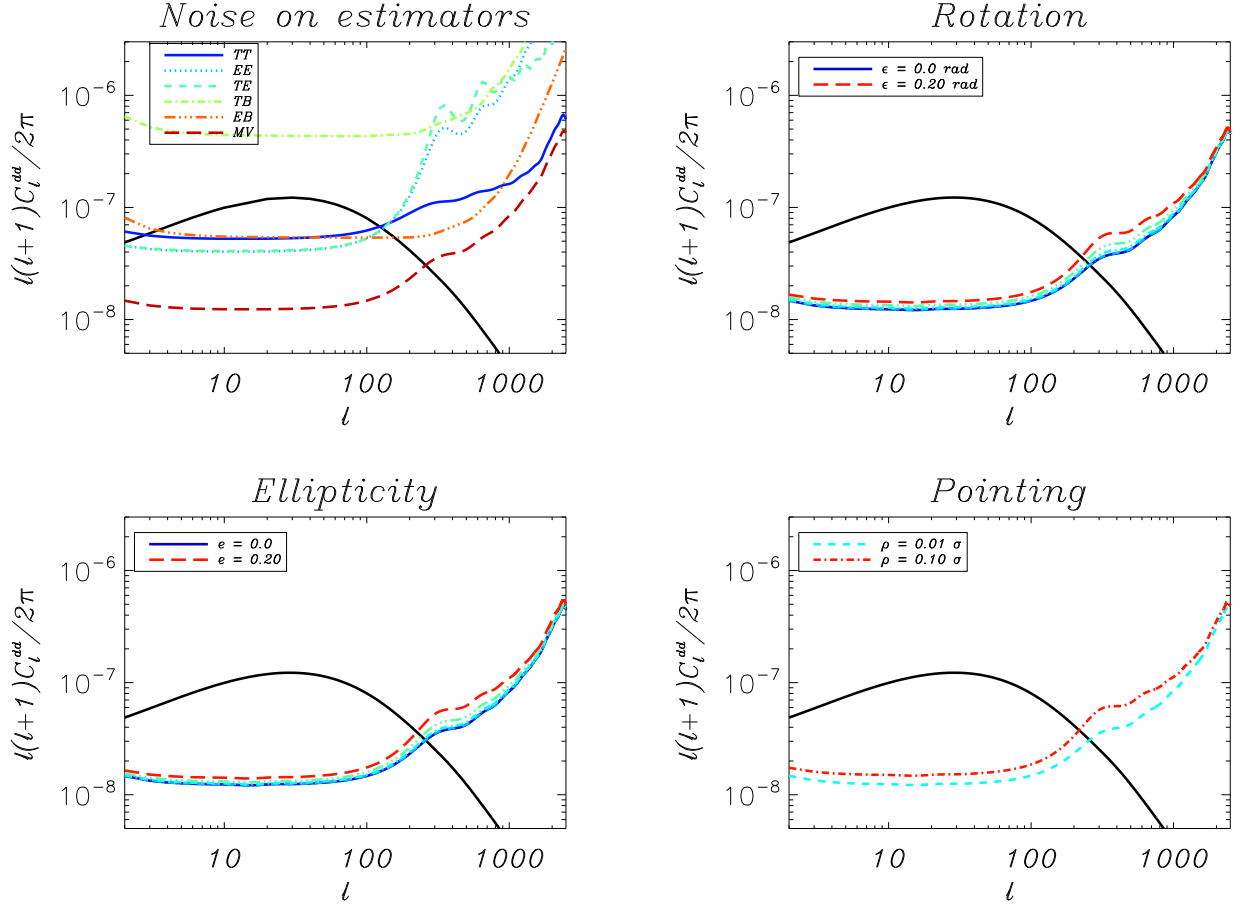 Noise on estimators
TT
EE
TE
TB
EB
MV
10⁻⁶
10⁻⁷
10⁻⁸
l(l+1)C_l^dd/2π
10 100 1000
l
Rotation
ϵ = 0.0 rad
ϵ = 0.20 rad
10⁻⁶
10⁻⁷
10⁻⁸
l(l+1)C_l^dd/2π
10 100 1000
l
Ellipticity
e = 0.0
e = 0.20
10⁻⁶
10⁻⁷
10⁻⁸
l(l+1)C_l^dd/2π
10 100 1000
l
Pointing
ρ = 0.01 σ
ρ = 0.10 σ
10⁻⁶
10⁻⁷
10⁻⁸
l(l+1)C_l^dd/2π
10 100 1000
l